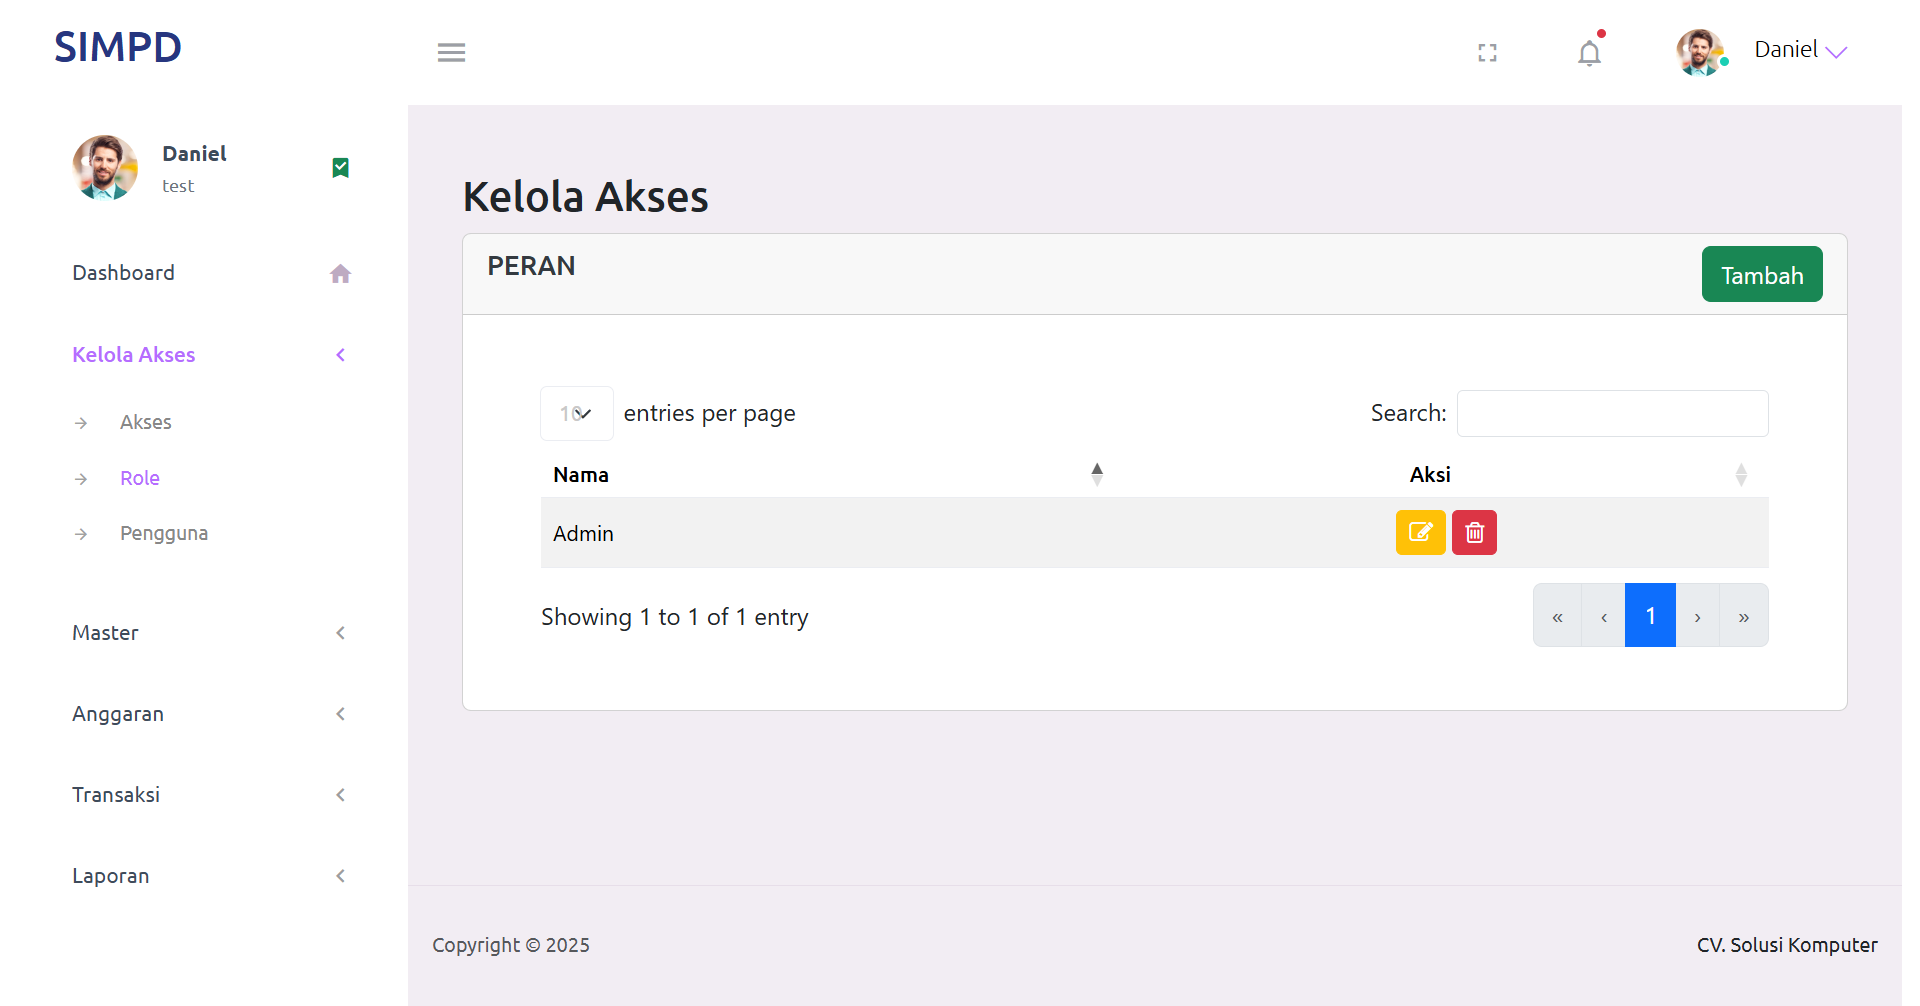 SIMPD
Daniel
Daniel
test
Dashboard
Kelola Akses
Akses
Role
Pengguna
Master
Anggaran
Transaksi
Laporan
Kelola Akses
PERAN
Tambah
10 entries per page
Search:
Nama Aksi
Admin
Showing 1 to 1 of 1 entry
« ‹ 1 › »
Copyright © 2025
CV. Solusi Komputer